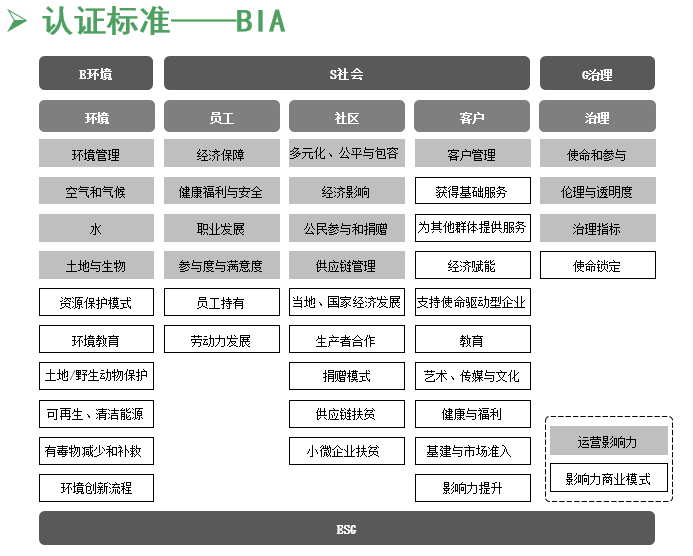 认证标准——BIA
E环境
S社会
G治理
环境
员工
社区
客户
治理
环境管理
经济保障
多元化、公平与包容
客户管理
使命和参与
空气和气候
健康福利与安全
经济影响
获得基础服务
伦理与透明度
水
职业发展
公民参与和捐赠
为其他群体提供服务
治理指标
土地与生物
参与度与满意度
供应链管理
经济赋能
使命锁定
资源保护模式
员工持有
当地、国家经济发展
支持使命驱动型企业
环境教育
劳动力发展
生产者合作
教育
土地/野生动物保护
捐赠模式
艺术、传媒与文化
可再生、清洁能源
供应链扶贫
健康与福利
有毒物减少和补救
小微企业扶贫
基建与市场准入
环境创新流程
影响力提升
运营影响力
影响力商业模式
ESG